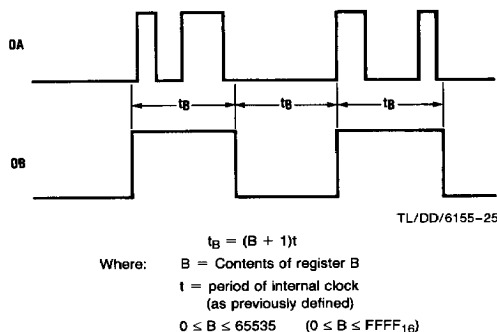 0A
tB tB tB
0B
TL/DD/6155-25
tB = (B + 1)t
Where: B = Contents of register B
t = period of internal clock
(as previously defined)
0 ≤ B ≤ 65535 (0 ≤ B ≤ FFFF16)